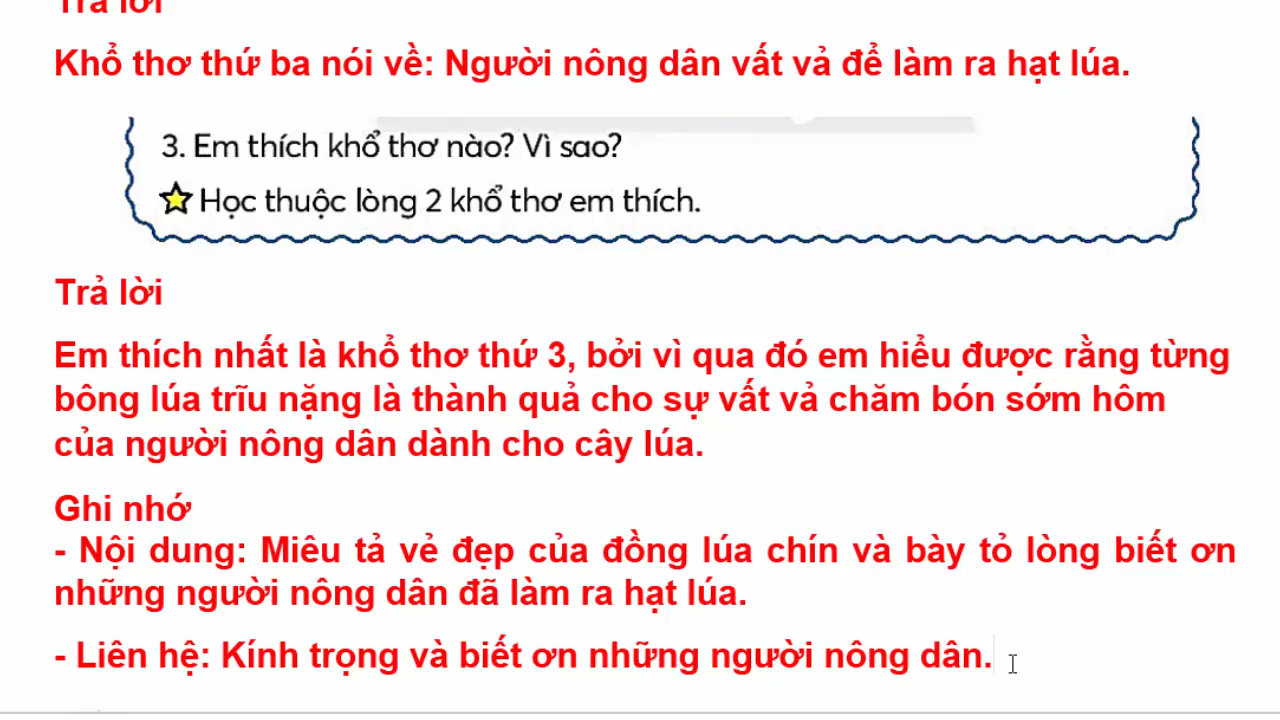 Trả lời
Khổ thơ thứ ba nói về: Người nông dân vất vả để làm ra hạt lúa.
3. Em thích khổ thơ nào? Vì sao?
Học thuộc lòng 2 khổ thơ em thích.
Trả lời
Em thích nhất là khổ thơ thứ 3, bởi vì qua đó em hiểu được rằng từng
bông lúa trĩu nặng là thành quả cho sự vất vả chăm bón sớm hôm
của người nông dân dành cho cây lúa.
Ghi nhớ
- Nội dung: Miêu tả vẻ đẹp của đồng lúa chín và bày tỏ lòng biết ơn
những người nông dân đã làm ra hạt lúa.
- Liên hệ: Kính trọng và biết ơn những người nông dân.